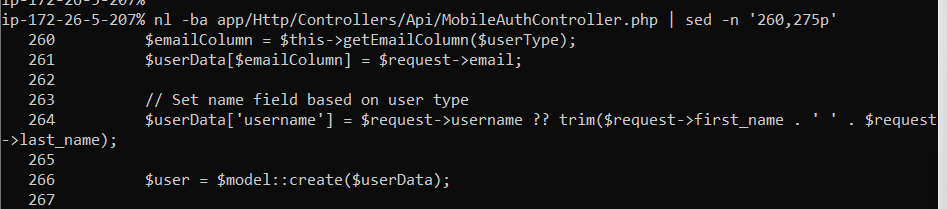 ip-172-26-5-207%
ip-172-26-5-207% nl -ba app/Http/Controllers/Api/MobileAuthController.php | sed -n '260,275p'
   260          $emailColumn = $this->getEmailColumn($userType);
   261          $userData[$emailColumn] = $request->email;
   262
   263          // Set name field based on user type
   264          $userData['username'] = $request->username ?? trim($request->first_name . ' ' . $request
->last_name);
   265
   266          $user = $model::create($userData);
   267